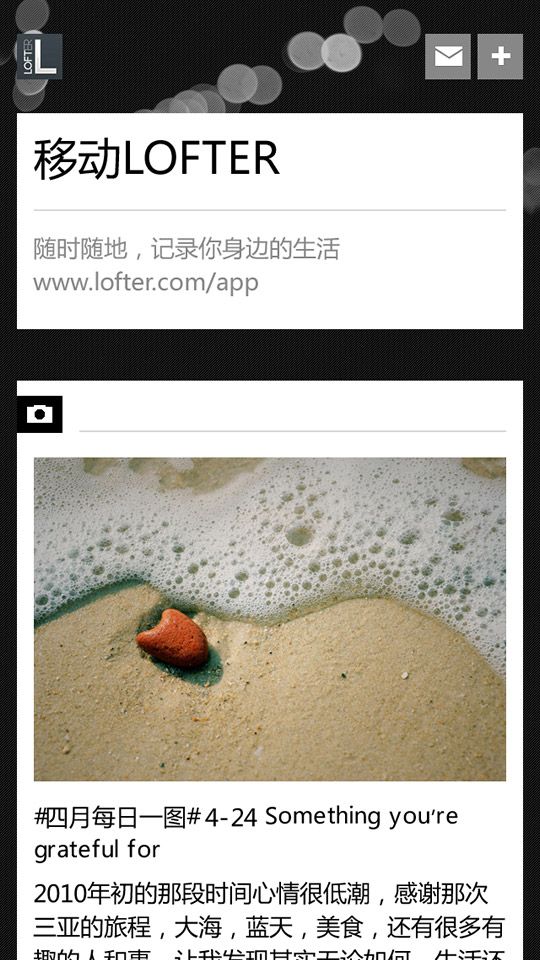 LOFTER
移动LOFTER
随时随地，记录你身边的生活
www.lofter.com/app
#四月每日一图# 4-24 Something you're
grateful for
2010年初的那段时间心情很低潮，感谢那次
三亚的旅程，大海，蓝天，美食，还有很多有
趣的人和事，让我发现其实无论如何，生活还